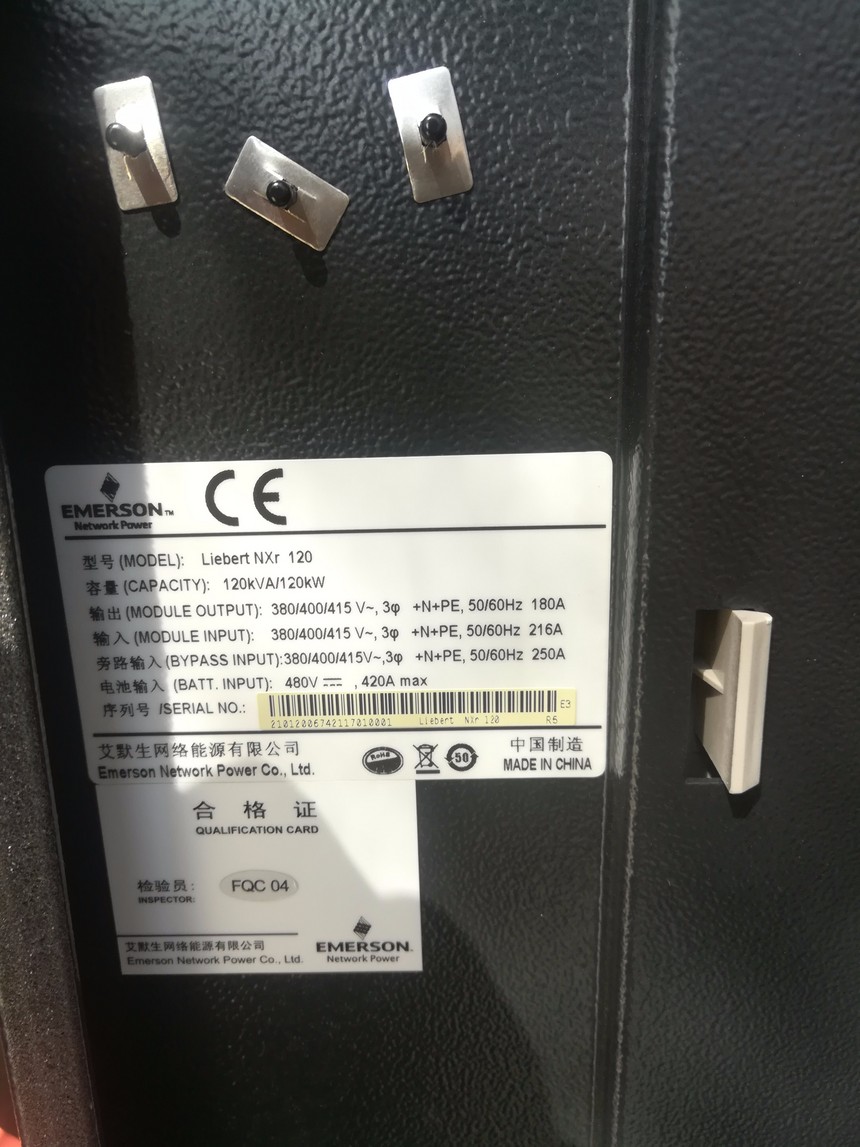 EMERSON™
Network Power
CE
型号 (MODEL): Liebert NXr 120
容量 (CAPACITY): 120kVA/120kW
输出 (MODULE OUTPUT): 380/400/415 V~, 3φ +N+PE, 50/60Hz 180A
输入 (MODULE INPUT): 380/400/415 V~, 3φ +N+PE, 50/60Hz 216A
旁路输入 (BYPASS INPUT):380/400/415V~,3φ +N+PE, 50/60Hz 250A
电池输入 (BATT. INPUT): 480V ⎓ , 420A max
序列号 /SERIAL NO.: E3
21012006742117010001 Liebert NXr 120 R5
艾默生网络能源有限公司
Emerson Network Power Co., Ltd.
RoHS
50
中国制造
MADE IN CHINA
合格证
QUALIFICATION CARD
检验员:
INSPECTOR:
FQC 04
艾默生网络能源有限公司
Emerson Network Power Co., Ltd.
EMERSON.
Network Power